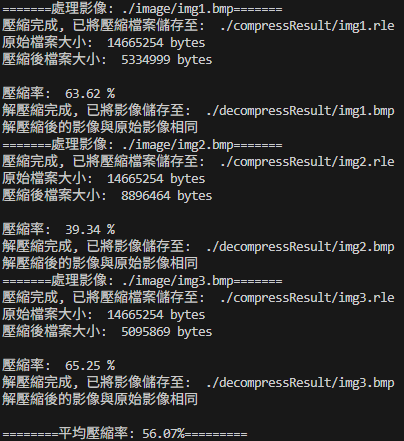 =======處理影像: ./image/img1.bmp=======
壓縮完成, 已將壓縮檔案儲存至:  ./compressResult/img1.rle
原始檔案大小:  14665254 bytes
壓縮後檔案大小:  5334999 bytes
壓縮率:  63.62 %
解壓縮完成, 已將影像儲存至:  ./decompressResult/img1.bmp
解壓縮後的影像與原始影像相同
=======處理影像: ./image/img2.bmp=======
壓縮完成, 已將壓縮檔案儲存至:  ./compressResult/img2.rle
原始檔案大小:  14665254 bytes
壓縮後檔案大小:  8896464 bytes
壓縮率:  39.34 %
解壓縮完成, 已將影像儲存至:  ./decompressResult/img2.bmp
解壓縮後的影像與原始影像相同
=======處理影像: ./image/img3.bmp=======
壓縮完成, 已將壓縮檔案儲存至:  ./compressResult/img3.rle
原始檔案大小:  14665254 bytes
壓縮後檔案大小:  5095869 bytes
壓縮率:  65.25 %
解壓縮完成, 已將影像儲存至:  ./decompressResult/img3.bmp
解壓縮後的影像與原始影像相同
========平均壓縮率: 56.07%=========